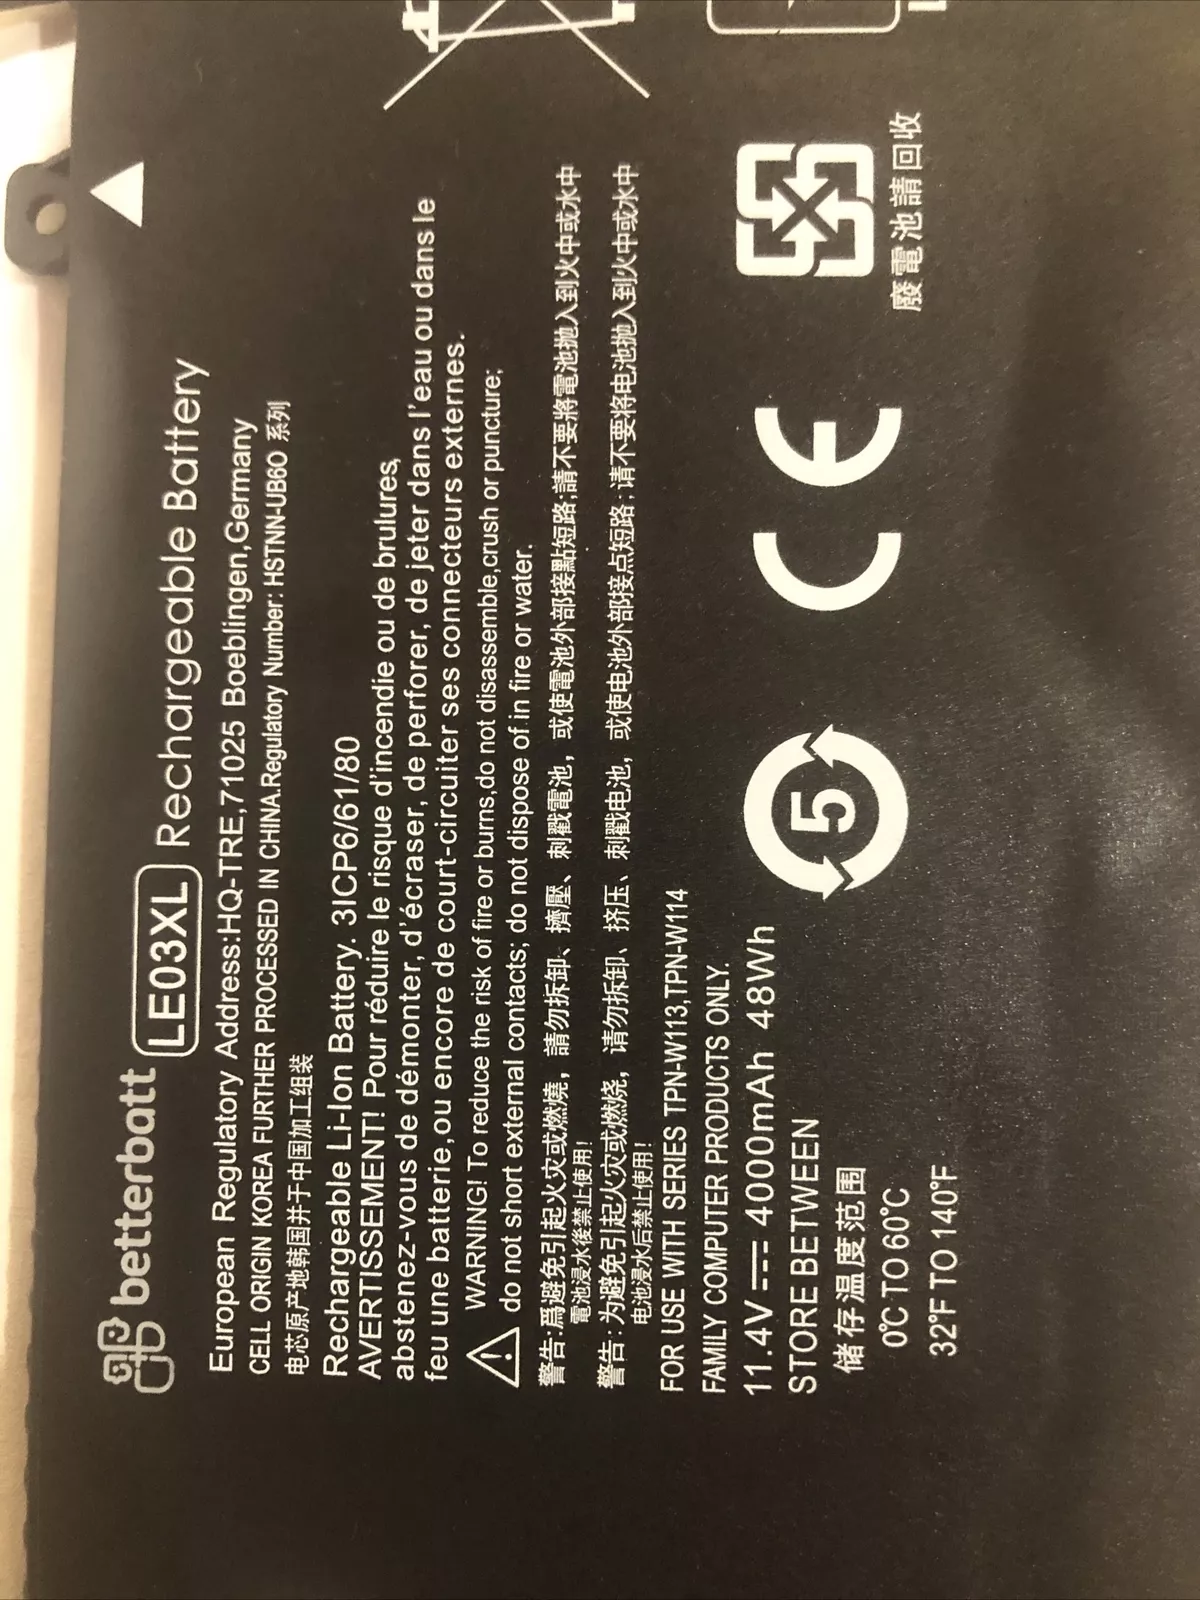 betterbatt LE03XL Rechargeable Battery
European Regulatory Address:HQ-TRE,71025 Boeblingen,Germany
CELL ORIGIN KOREA FURTHER PROCESSED IN CHINA.Regulatory Number: HSTNN-UB6O 系列
电芯原产地韩国并于中国加工组装
Rechargeable Li-Ion Battery. 3ICP6/61/80
AVERTISSEMENT! Pour réduire le risque d'incendie ou de brulures,
abstenez-vous de démonter, d'écraser, de perforer, de jeter dans l'eau ou dans le
feu une batterie,ou encore de court-circuiter ses connecteurs externes.
WARNING! To reduce the risk of fire or burns,do not disassemble,crush or puncture;
do not short external contacts; do not dispose of in fire or water.
警告:爲避免引起火灾或燃燒，請勿拆卸、擠壓、刺戳電池，或使電池外部接點短路;請不要將電池抛入到火中或水中
電池浸水後禁止使用!
警告:为避免引起火灾或燃烧，请勿拆卸、挤压、刺戳电池，或使电池外部接点短路;请不要将电池抛入到火中或水中
电池浸水后禁止使用!
FOR USE WITH SERIES TPN-W113,TPN-W114
FAMILY COMPUTER PRODUCTS ONLY.
11.4V 4000mAh 48Wh
STORE BETWEEN
储存温度范围
0℃ TO 60℃
32°F TO 140°F
5
CE
廢電池請回收